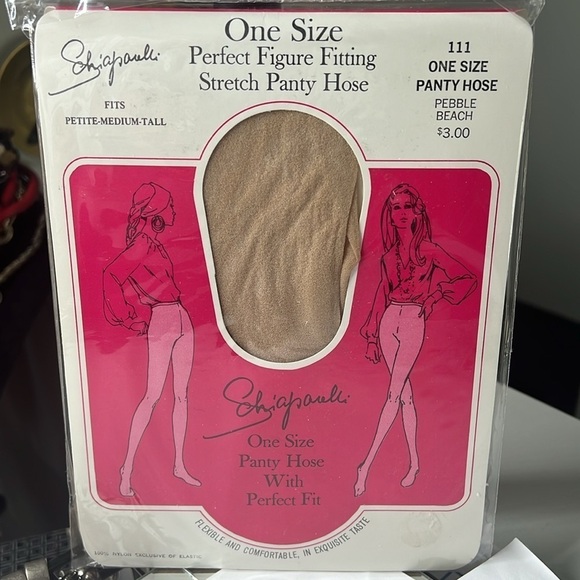 Schiaparelli
FITS
PETITE-MEDIUM-TALL
One Size
Perfect Figure Fitting
Stretch Panty Hose
111
ONE SIZE
PANTY HOSE
PEBBLE
BEACH
$3.00
Schiaparelli
One Size
Panty Hose
With
Perfect Fit
FLEXIBLE AND COMFORTABLE, IN EXQUISITE TASTE
100% NYLON EXCLUSIVE OF ELASTIC